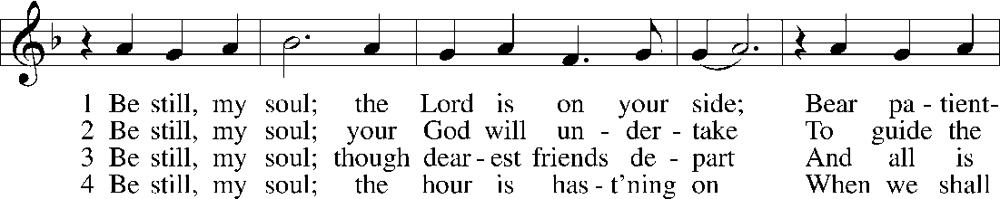 1 Be still, my soul; the Lord is on your side; Bear pa - tient-
2 Be still, my soul; your God will un - der - take To guide the
3 Be still, my soul; though dear - est friends de - part And all is
4 Be still, my soul; the hour is has - t'ning on When we shall